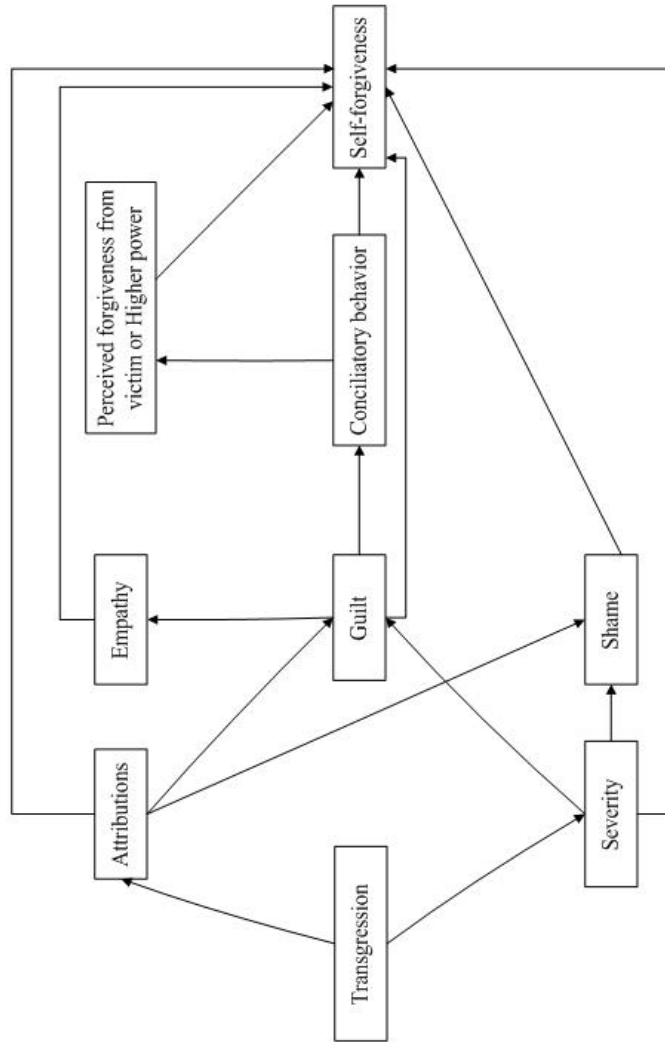 Transgression
Attributions
Severity
Empathy
Guilt
Shame
Perceived forgiveness from
victim or Higher power
Conciliatory behavior
Self-forgiveness